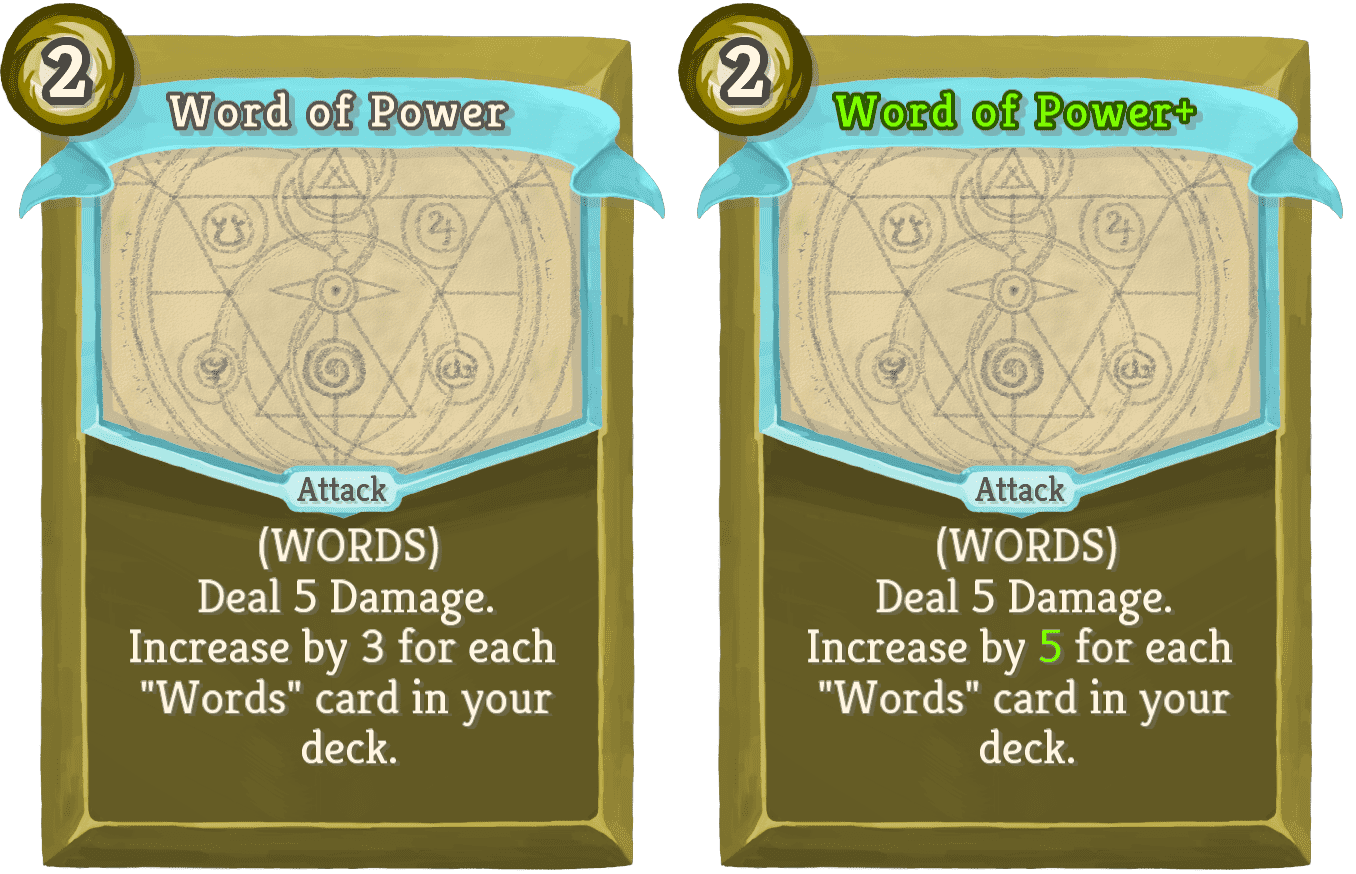 2
Word of Power
Attack
(WORDS)
Deal 5 Damage.
Increase by 3 for each
"Words" card in your
deck.
2
Word of Power+
Attack
(WORDS)
Deal 5 Damage.
Increase by 5 for each
"Words" card in your
deck.